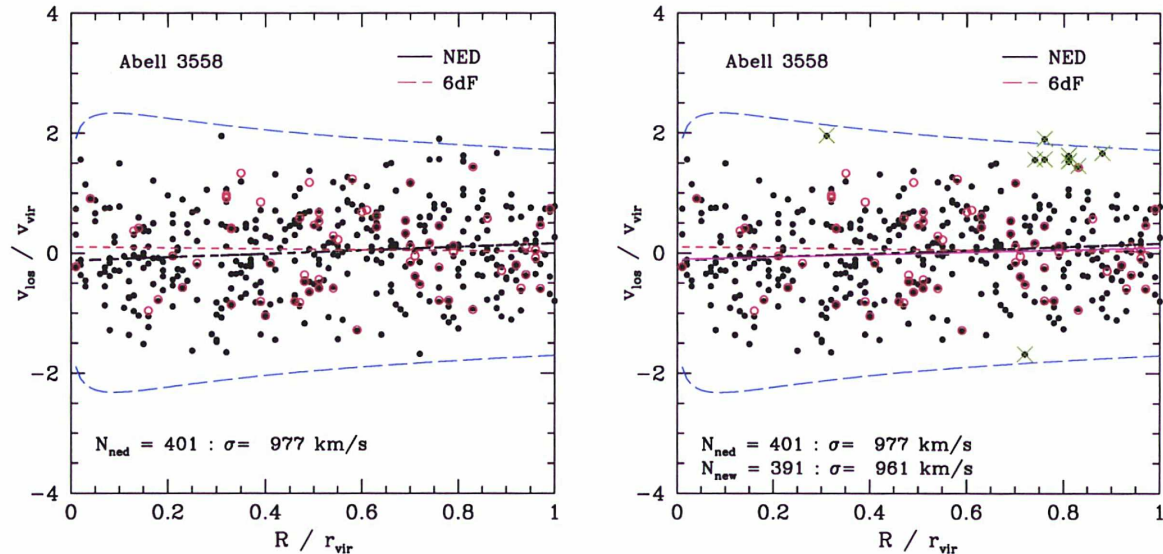 4
2
0
−2
−4
v_los / v_vir
Abell 3558
NED
6dF
N_ned = 401 : σ= 977 km/s
0
0.2
0.4
0.6
0.8
1
R / r_vir
4
2
0
−2
−4
v_los / v_vir
Abell 3558
NED
6dF
N_ned = 401 : σ= 977 km/s
N_new = 391 : σ= 961 km/s
0
0.2
0.4
0.6
0.8
1
R / r_vir